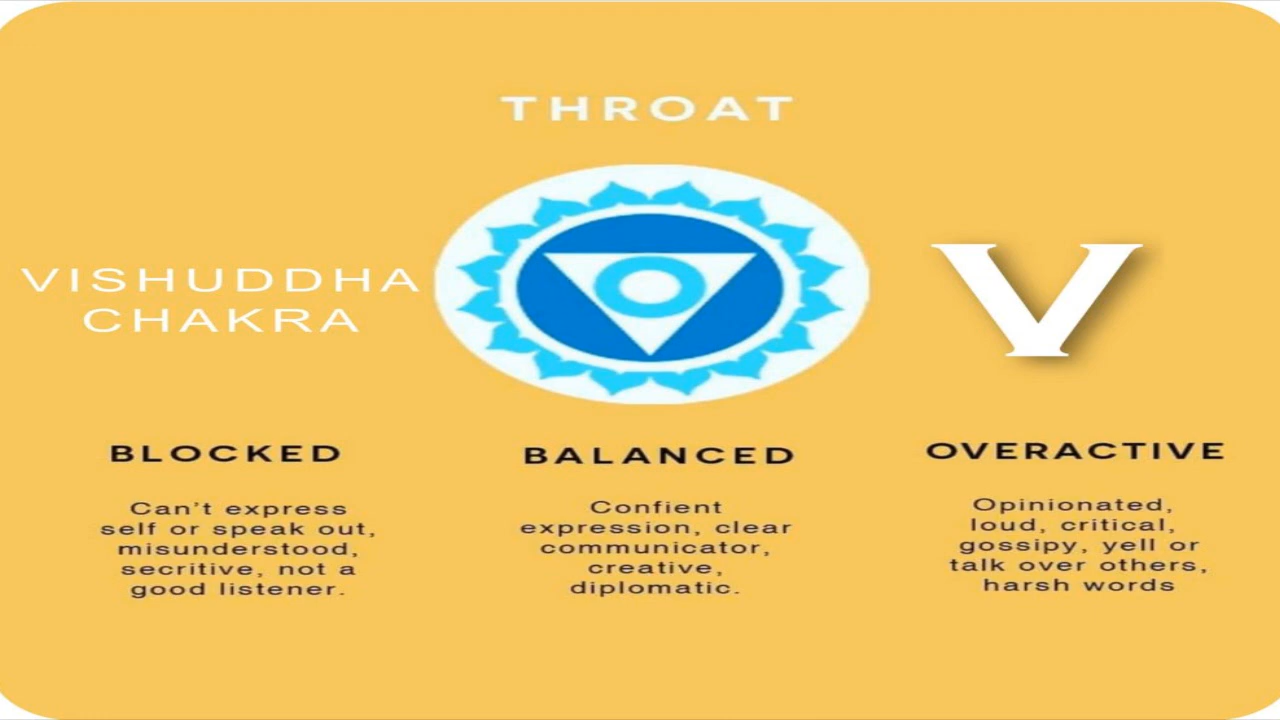 THROAT
VISHUDDHA
CHAKRA
V
BLOCKED
Can't express
self or speak out,
misunderstood,
secritive, not a
good listener.
BALANCED
Confient
expression, clear
communicator,
creative,
diplomatic.
OVERACTIVE
Opinionated,
loud, critical,
gossipy, yell or
talk over others,
harsh words